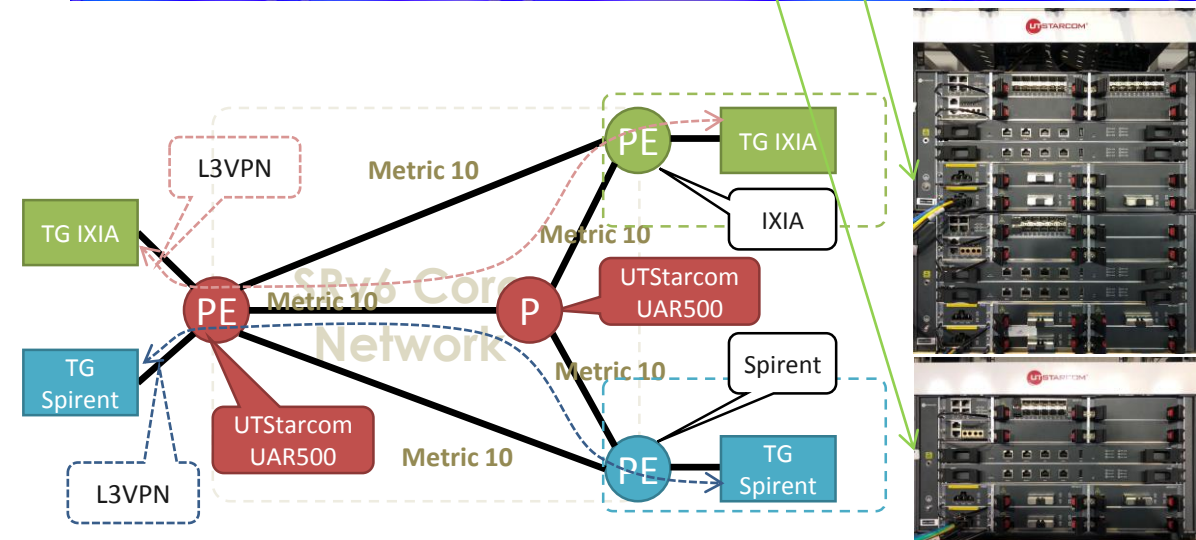 UTSTARCOM
PE
TG IXIA
L3VPN
Metric 10
IXIA
TG IXIA
Metric 10
SRv6 Core
Network
UTStarcom
UAR500
PE
Metric 10
P
TG
Spirent
Metric 10
Spirent
UTSTARCOM
UTStarcom
UAR500
Metric 10
PE
TG
Spirent
L3VPN